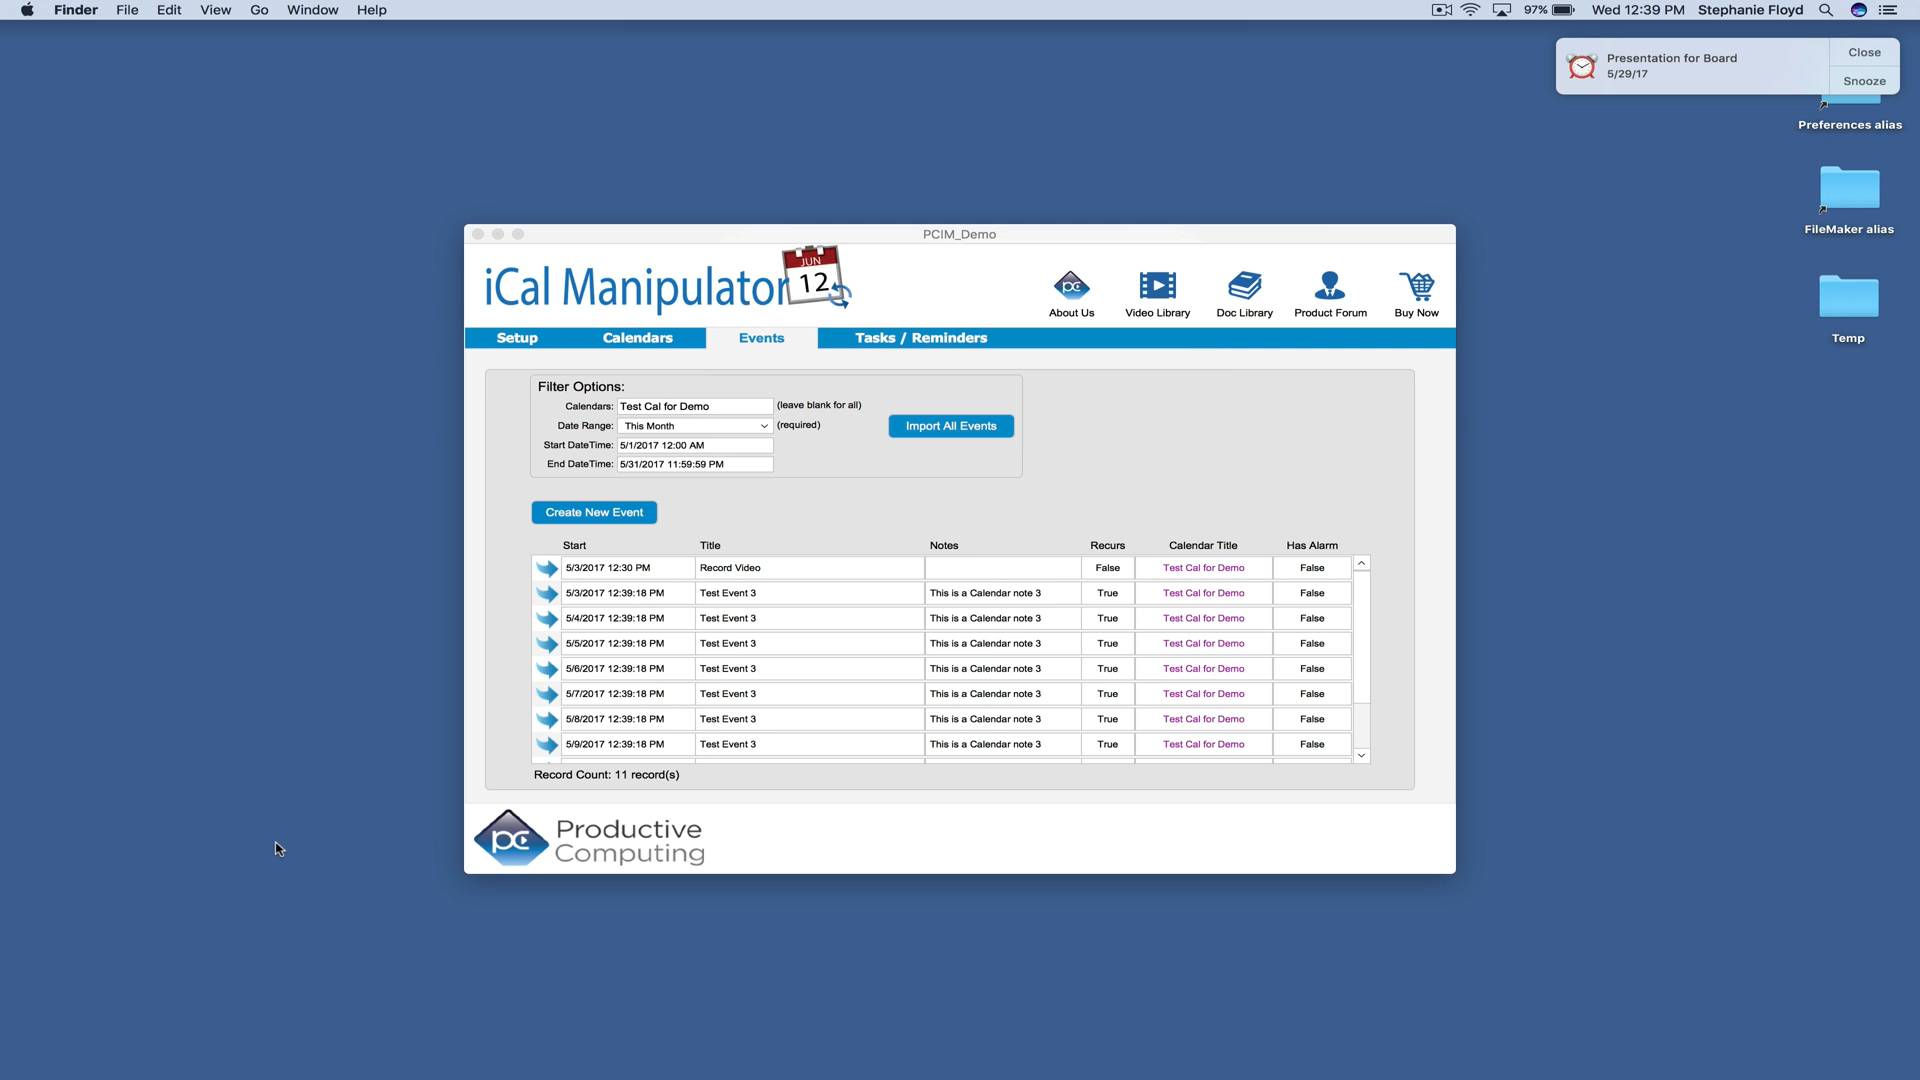 Finder File Edit View Go Window Help
97% Wed 12:39 PM Stephanie Floyd
Presentation for Board
5/29/17
Close
Snooze
Preferences alias
FileMaker alias
Temp
PCIM_Demo
iCal Manipulator
JUN
12
pc
About Us
Video Library
Doc Library
Product Forum
Buy Now
Setup Calendars Events Tasks / Reminders
Filter Options:
Calendars: Test Cal for Demo (leave blank for all)
Date Range: This Month (required)
Import All Events
Start DateTime: 5/1/2017 12:00 AM
End DateTime: 5/31/2017 11:59:59 PM
Create New Event
Start Title Notes Recurs Calendar Title Has Alarm
5/3/2017 12:30 PM Record Video False Test Cal for Demo False
5/3/2017 12:39:18 PM Test Event 3 This is a Calendar note 3 True Test Cal for Demo False
5/4/2017 12:39:18 PM Test Event 3 This is a Calendar note 3 True Test Cal for Demo False
5/5/2017 12:39:18 PM Test Event 3 This is a Calendar note 3 True Test Cal for Demo False
5/6/2017 12:39:18 PM Test Event 3 This is a Calendar note 3 True Test Cal for Demo False
5/7/2017 12:39:18 PM Test Event 3 This is a Calendar note 3 True Test Cal for Demo False
5/8/2017 12:39:18 PM Test Event 3 This is a Calendar note 3 True Test Cal for Demo False
5/9/2017 12:39:18 PM Test Event 3 This is a Calendar note 3 True Test Cal for Demo False
Record Count: 11 record(s)
pc
Productive
Computing